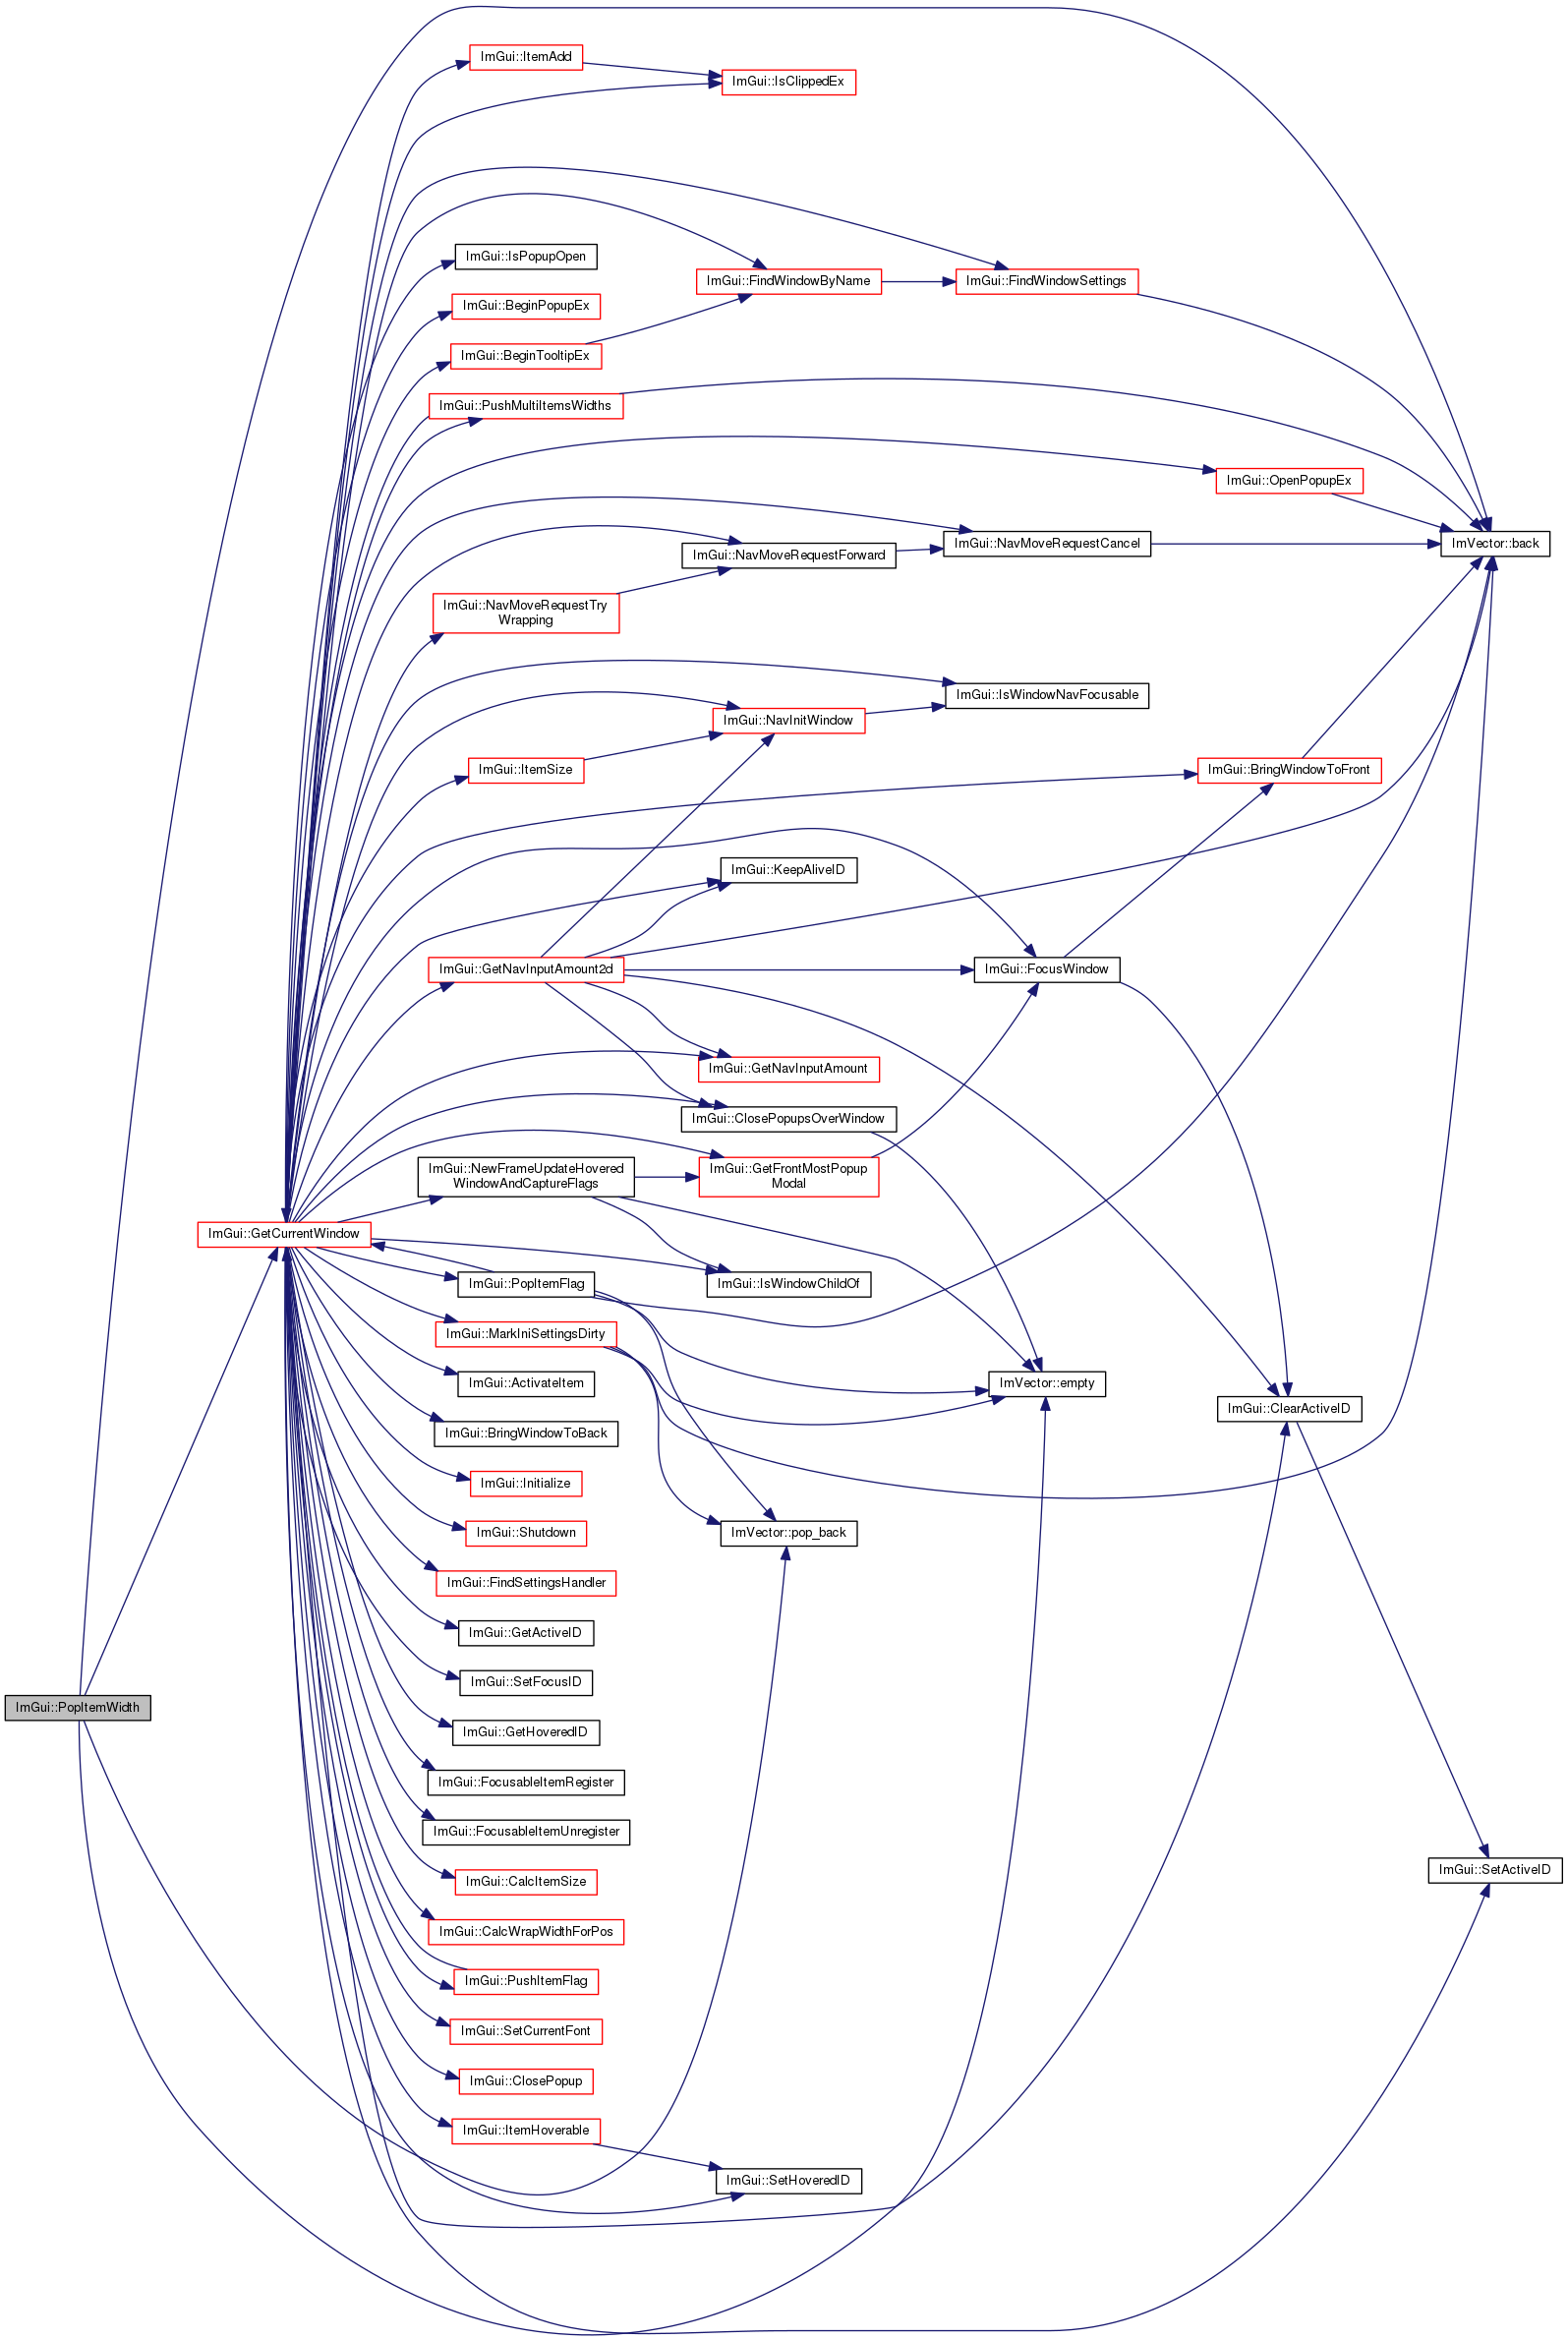 ImGui::ItemAdd
ImGui::IsClippedEx
ImGui::IsPopupOpen
ImGui::FindWindowByName
ImGui::FindWindowSettings
ImGui::BeginPopupEx
ImGui::BeginTooltipEx
ImGui::PushMultiItemsWidths
ImGui::OpenPopupEx
ImGui::NavMoveRequestForward
ImGui::NavMoveRequestCancel
ImVector::back
ImGui::NavMoveRequestTry
Wrapping
ImGui::IsWindowNavFocusable
ImGui::NavInitWindow
ImGui::ItemSize
ImGui::BringWindowToFront
ImGui::KeepAliveID
ImGui::GetNavInputAmount2d
ImGui::FocusWindow
ImGui::GetNavInputAmount
ImGui::ClosePopupsOverWindow
ImGui::NewFrameUpdateHovered
WindowAndCaptureFlags
ImGui::GetFrontMostPopup
Modal
ImGui::GetCurrentWindow
ImGui::PopItemFlag
ImGui::IsWindowChildOf
ImGui::MarkIniSettingsDirty
ImGui::ActivateItem
ImVector::empty
ImGui::ClearActiveID
ImGui::BringWindowToBack
ImGui::Initialize
ImGui::Shutdown
ImVector::pop_back
ImGui::FindSettingsHandler
ImGui::GetActiveID
ImGui::SetFocusID
ImGui::PopItemWidth
ImGui::GetHoveredID
ImGui::FocusableItemRegister
ImGui::FocusableItemUnregister
ImGui::SetActiveID
ImGui::CalcItemSize
ImGui::CalcWrapWidthForPos
ImGui::PushItemFlag
ImGui::SetCurrentFont
ImGui::ClosePopup
ImGui::ItemHoverable
ImGui::SetHoveredID